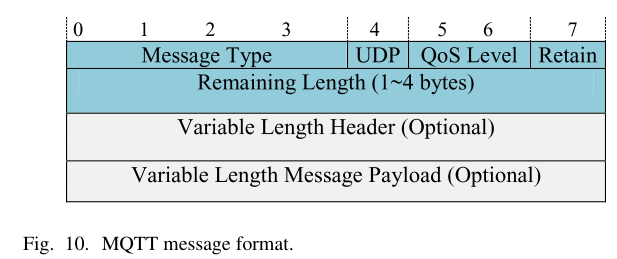 0 1 2 3 4 5 6 7
Message Type UDP QoS Level Retain
Remaining Length (1~4 bytes)
Variable Length Header (Optional)
Variable Length Message Payload (Optional)
Fig. 10. MQTT message format.